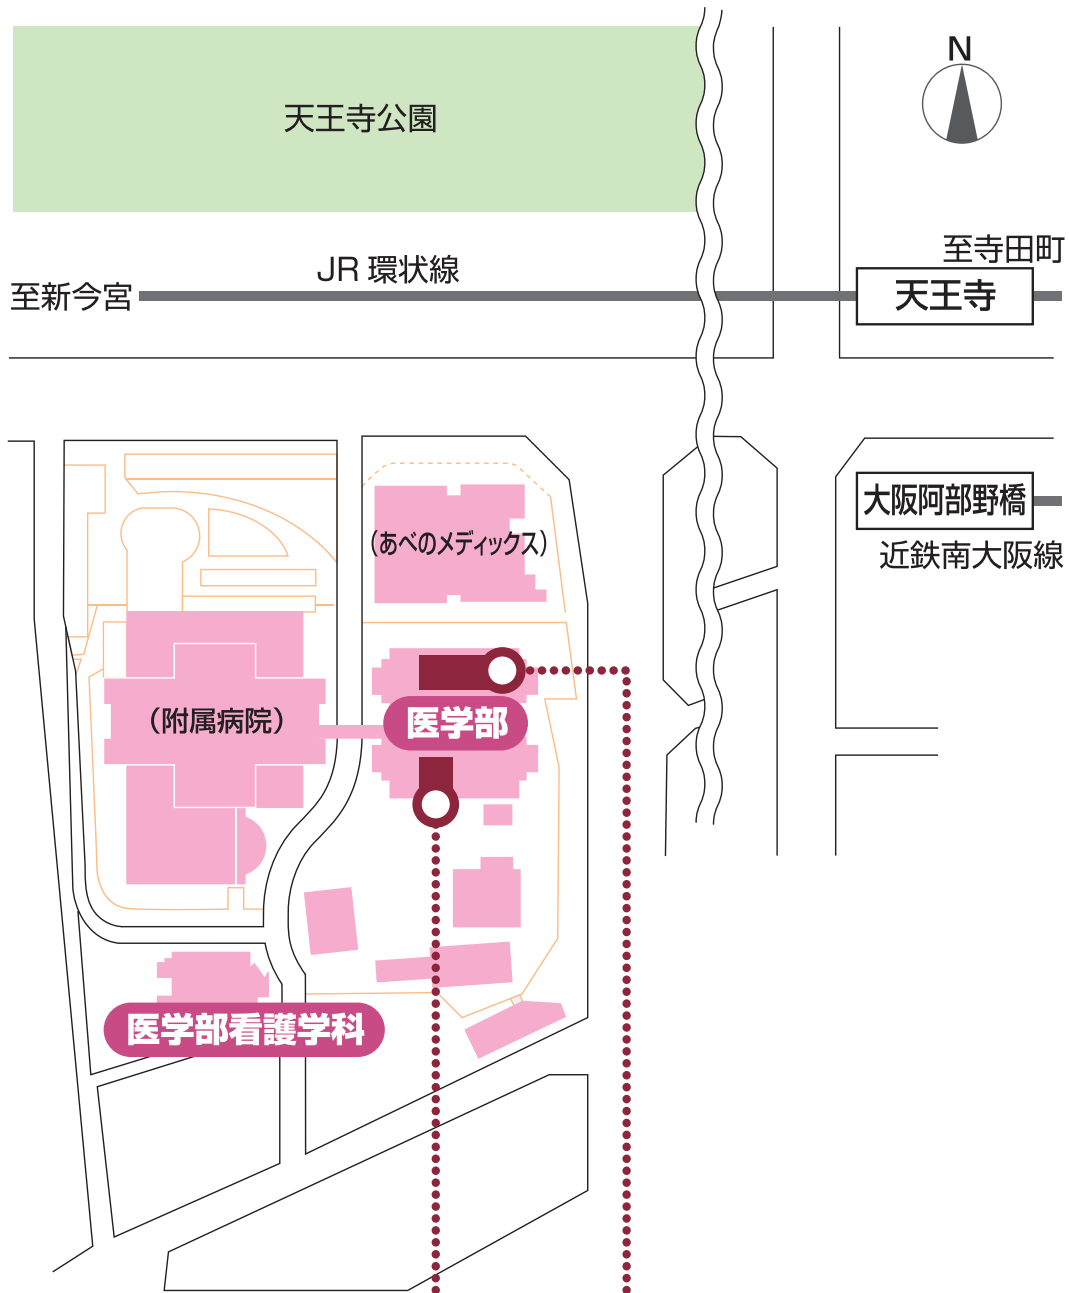 N
天王寺公園
至寺田町
JR 環状線
至新今宮
天王寺
大阪阿部野橋
(あべのメディックス)
近鉄南大阪線
医学部
(附属病院)
医学部看護学科